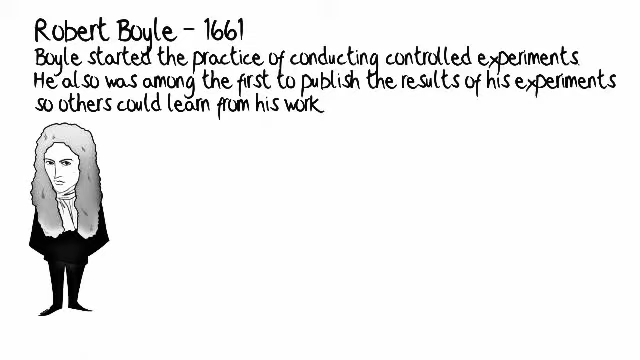 Robert Boyle - 1661
Boyle started the practice of conducting controlled experiments.
He also was among the first to publish the results of his experiments
so others could learn from his work